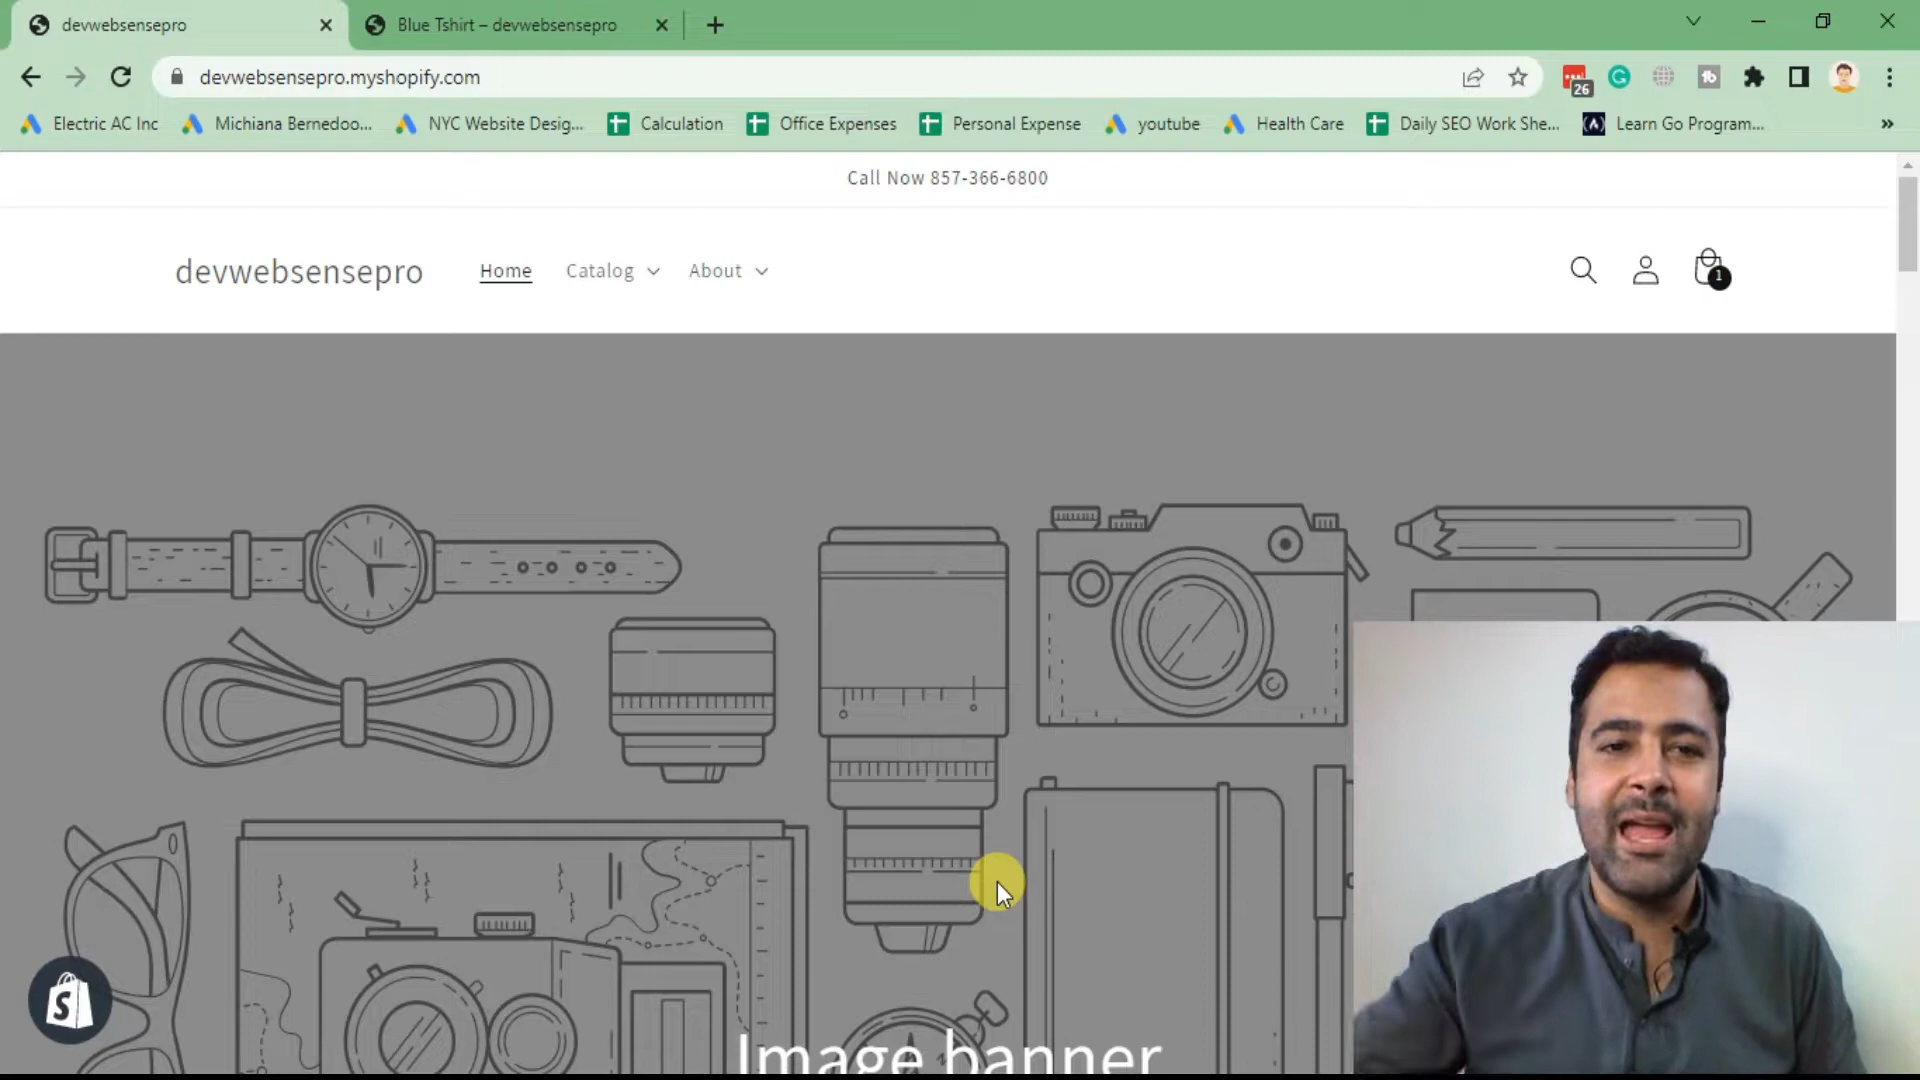 devwebsensepro
Blue Tshirt – devwebsensepro
devwebsensepro.myshopify.com
26
Electric AC Inc
Michiana Bernedoo...
NYC Website Desig...
Calculation
Office Expenses
Personal Expense
youtube
Health Care
Daily SEO Work She...
Learn Go Program...
»
Call Now 857-366-6800
devwebsensepro
Home
Catalog
About
1
Image banner